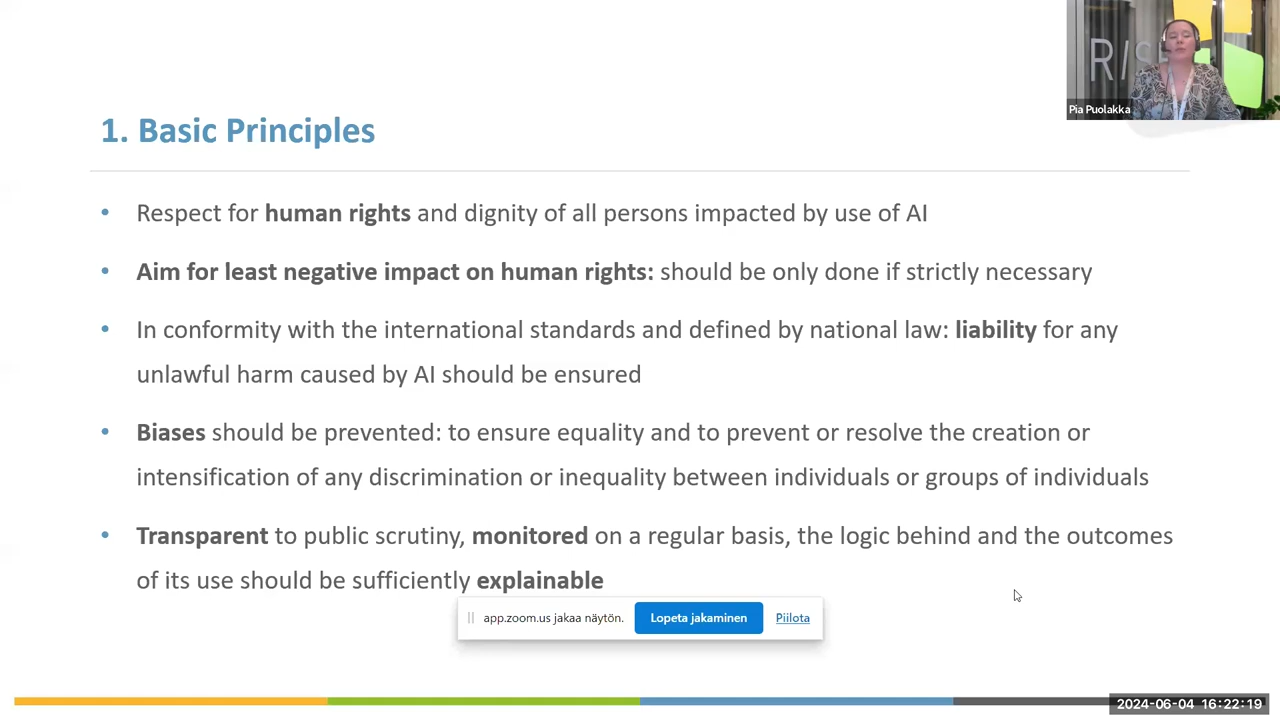 RIS
Pia Puolakka
1. Basic Principles
• Respect for human rights and dignity of all persons impacted by use of AI
• Aim for least negative impact on human rights: should be only done if strictly necessary
• In conformity with the international standards and defined by national law: liability for any
unlawful harm caused by AI should be ensured
• Biases should be prevented: to ensure equality and to prevent or resolve the creation or
intensification of any discrimination or inequality between individuals or groups of individuals
• Transparent to public scrutiny, monitored on a regular basis, the logic behind and the outcomes
of its use should be sufficiently explainable
app.zoom.us jakaa näytön. Lopeta jakaminen Piilota
2024-06-04 16:22:19